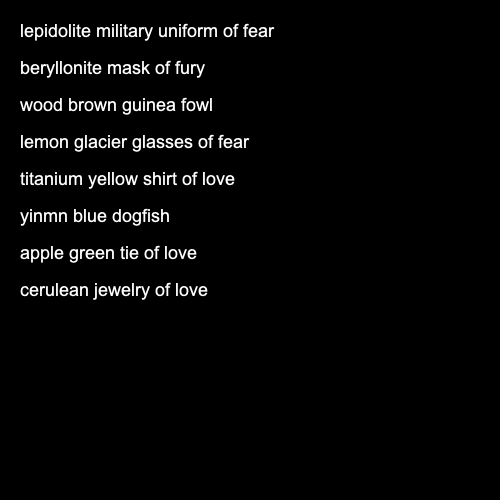 lepidolite military uniform of fear
beryllonite mask of fury
wood brown guinea fowl
lemon glacier glasses of fear
titanium yellow shirt of love
yinmn blue dogfish
apple green tie of love
cerulean jewelry of love